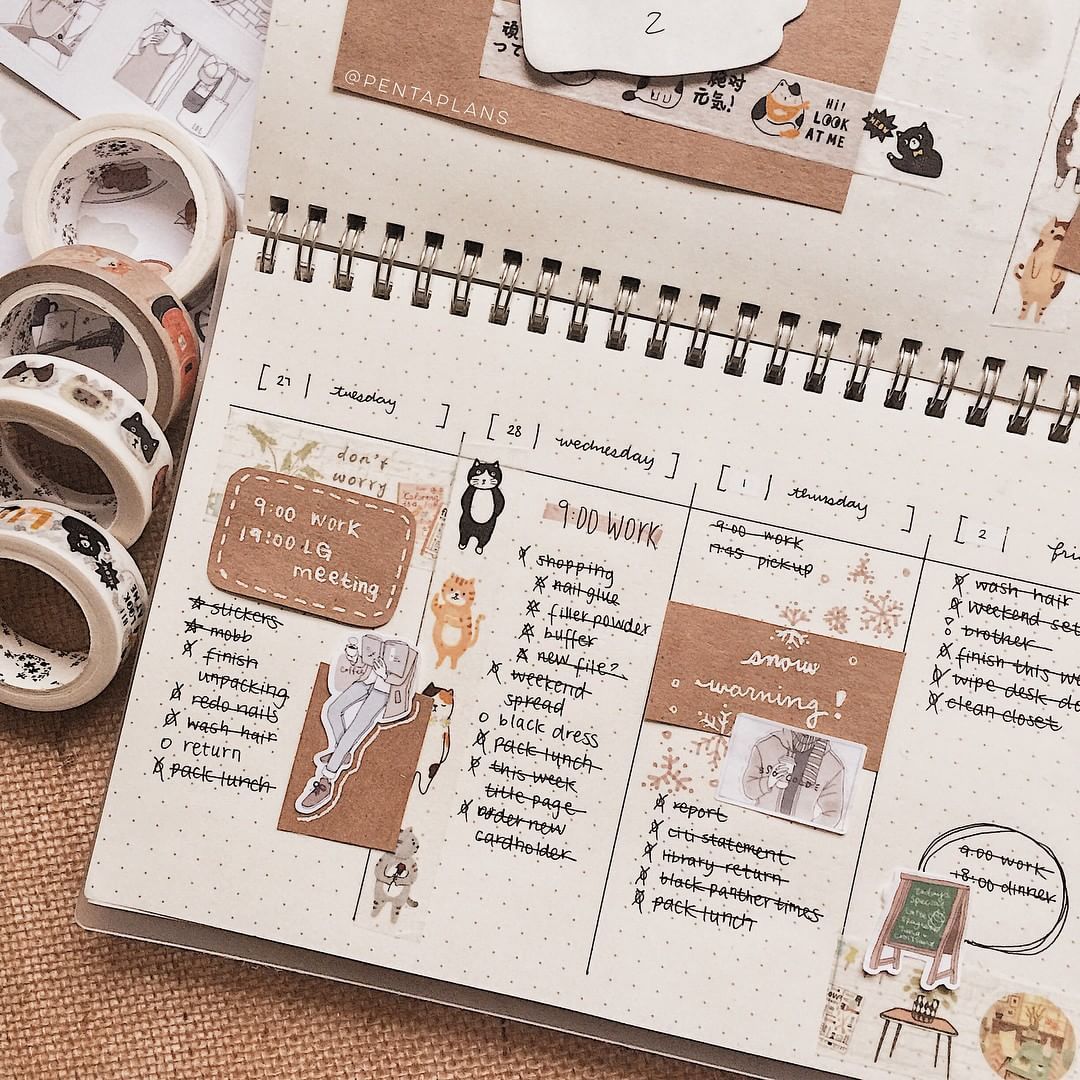 2
頑
って
絶対
元気!
Hi!
LOOK
AT ME
@PENTAPLANS
[ 27 | tuesday ]
don't
worry
9:00 work
19:00 LG
meeting
stickers
mobb
finish
unpacking
redo nails
wash hair
return
pack lunch
coffee
[ 28 | wednesday ]
9:00 WORK
shopping
nail glue
filler powder
buffer
new file?
weekend
spread
black dress
pack lunch
this week
title page
order new
cardholder
[ 1 | thursday ]
9:00 work
17:45 pickup
snow
warning!
report
citi statement
library return
black panther times
pack lunch
[ 2 | fri
wash hair
weekend set
brother
finish this we
wipe desk do
clean closet
9:00 work
18:00 dinner
today's
special